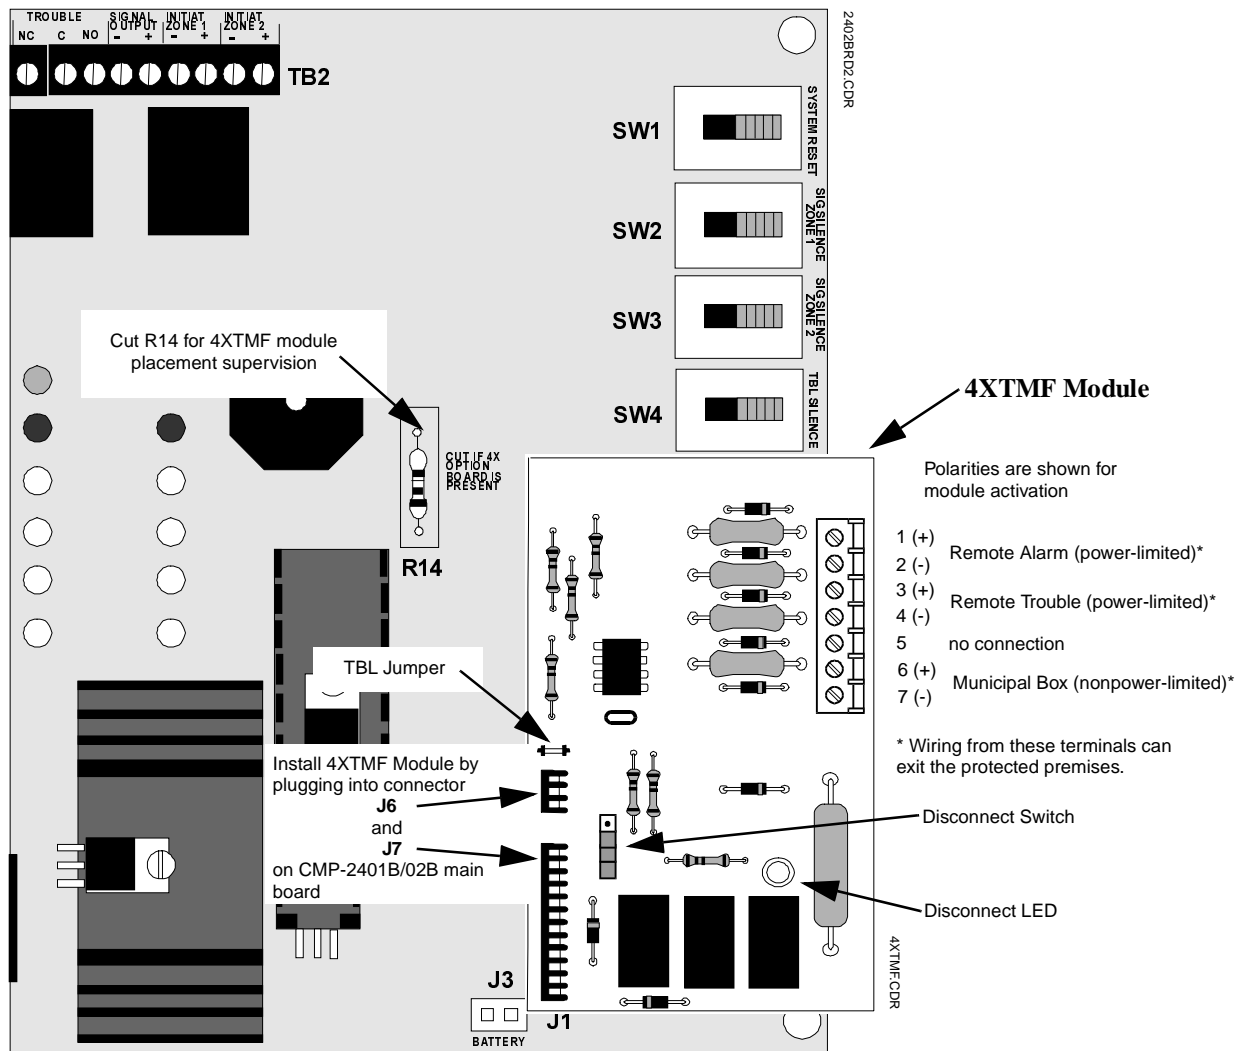 TROUBLE
SIGNAL
OUTPUT
INITIAT
ZONE 1
INITIAT
ZONE 2
NC C NO - + - + - +
TB2
2402BRD2.CDR
SW1
SYSTEM RESET
SW2
SIG SILENCE
ZONE 1
SW3
SIG SILENCE
ZONE 2
SW4
TBL SILENCE
Cut R14 for 4XTMF module
placement supervision
CUT IF 4X
OPTION
BOARD IS
PRESENT
R14
4XTMF Module
Polarities are shown for
module activation
1 (+)
2 (-)
Remote Alarm (power-limited)*
3 (+)
4 (-)
Remote Trouble (power-limited)*
5 no connection
6 (+)
7 (-)
Municipal Box (nonpower-limited)*
* Wiring from these terminals can
exit the protected premises.
TBL Jumper
Install 4XTMF Module by
plugging into connector
J6
and
J7
on CMP-2401B/02B main
board
Disconnect Switch
Disconnect LED
4XTMF.CDR
J3
BATTERY
J1